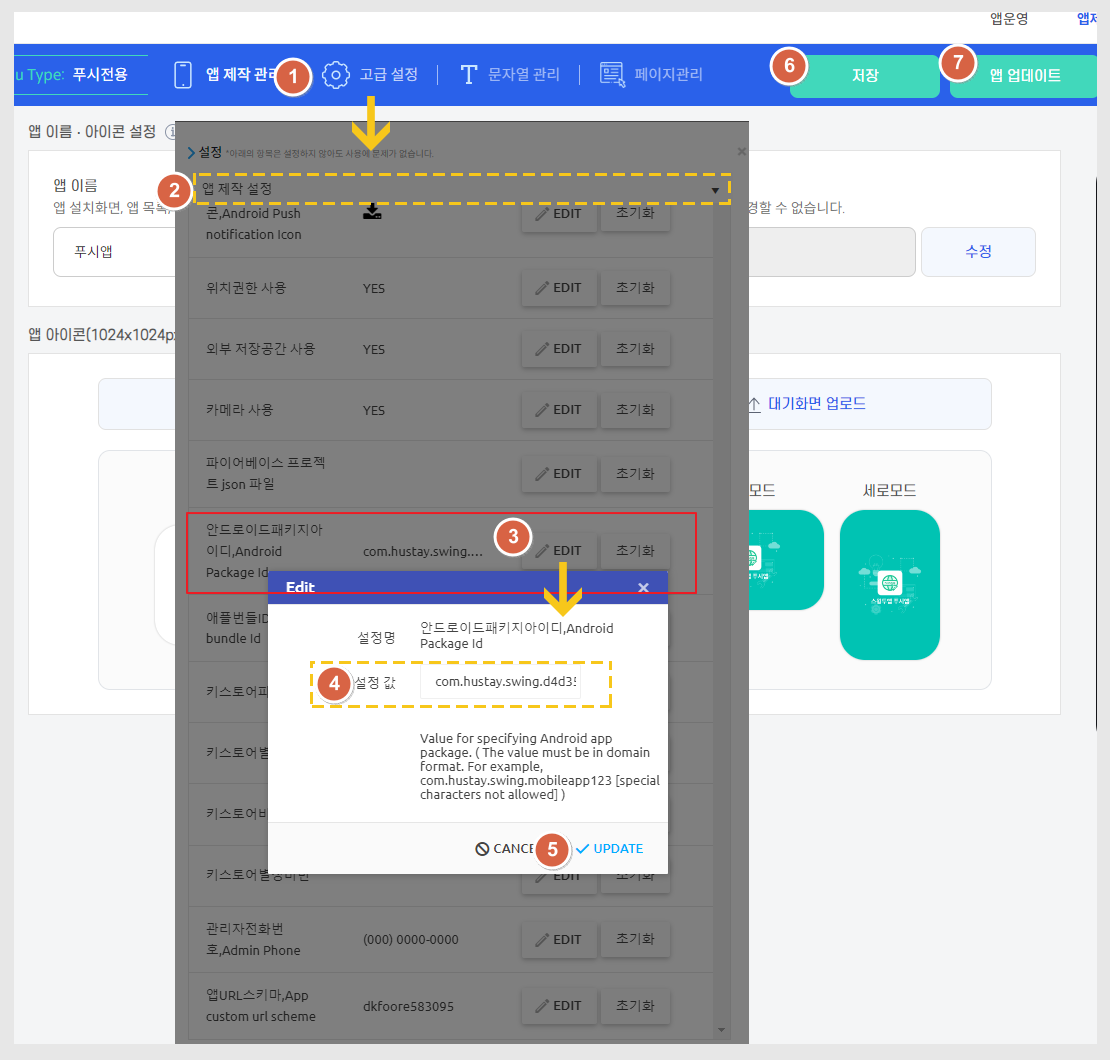 앱운영
앱제
u Type: 푸시전용
앱 제작 관리
1
고급 설정
문자열 관리
페이지관리
6
저장
7
앱 업데이트
앱 이름 · 아이콘 설정
설정 *아래의 항목은 설정하지 않아도 사용에 문제가 없습니다.
×
앱 이름
2
앱 제작 설정
앱 설치화면, 앱 목록,
경할 수 없습니다.
콘,Android Push
notification Icon
EDIT
초기화
푸시앱
수정
위치권한 사용
YES
EDIT
초기화
앱 아이콘(1024x1024px
외부 저장공간 사용
YES
EDIT
초기화
대기화면 업로드
카메라 사용
YES
EDIT
초기화
파이어베이스 프로젝
트 json 파일
EDIT
초기화
모드
세로모드
안드로이드패키지아
이디,Android
Package Id
com.hustay.swing....
3
EDIT
초기화
스윙투앱 푸시앱
Edit
×
애플번들ID
bundle Id
설정명
안드로이드패키지아이디,Android
Package Id
4
설정 값
com.hustay.swing.d4d35
키스토어파
키스토어별
키스토어비
Value for specifying Android app
package. ( The value must be in domain
format. For example,
com.hustay.swing.mobileapp123 [special
characters not allowed] )
CANCE
5
UPDATE
키스토어별칭비번
EDIT
초기화
관리자전화번
호,Admin Phone
(000) 0000-0000
EDIT
초기화
앱URL스키마,App
custom url scheme
dkfoore583095
EDIT
초기화